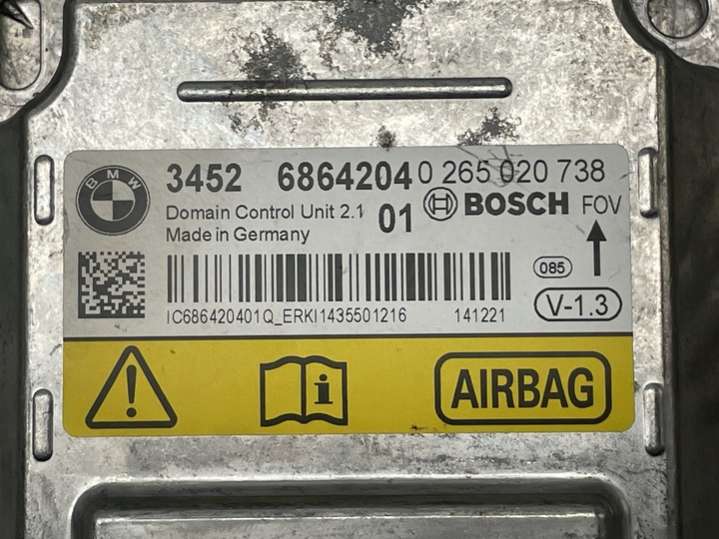 BMW
3452 6864204 0 265 020 738
Domain Control Unit 2.1 01 BOSCH FOV
Made in Germany
085
V-1.3
IC686420401Q_ERKI1435501216 141221
i
AIRBAG